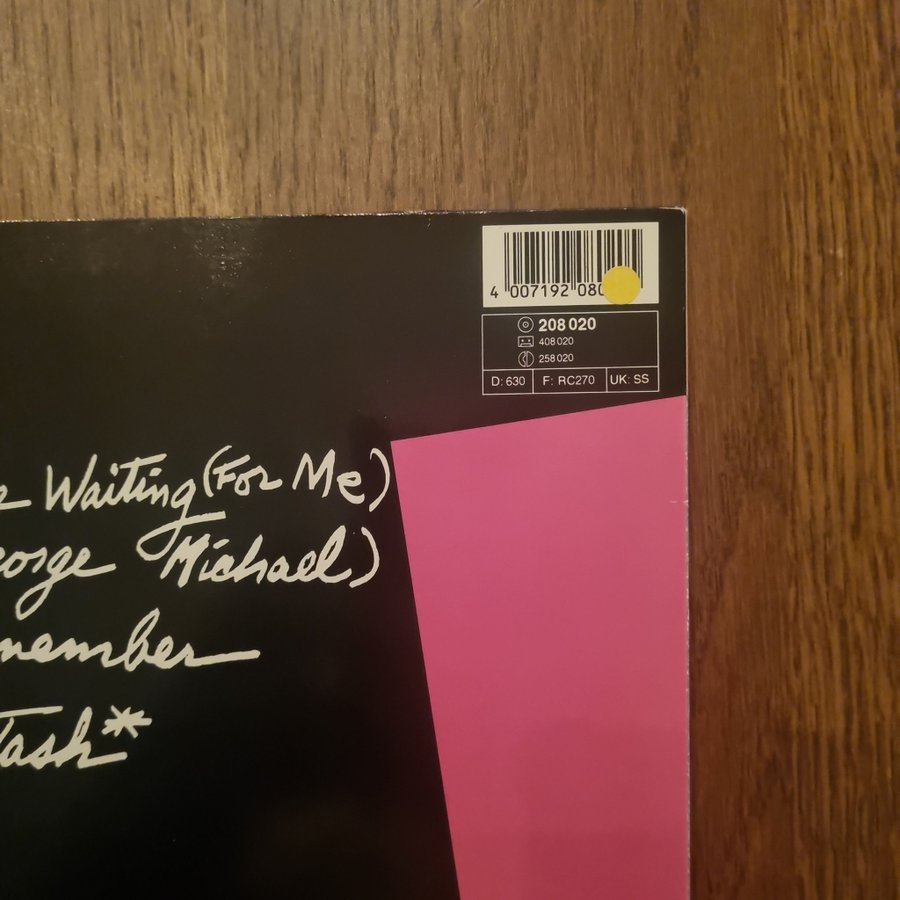 4 007192 080
208 020
408 020
258 020
D: 630 F: RC270 UK: SS
Waiting (For Me)
eorge Michael)
member
Tash*